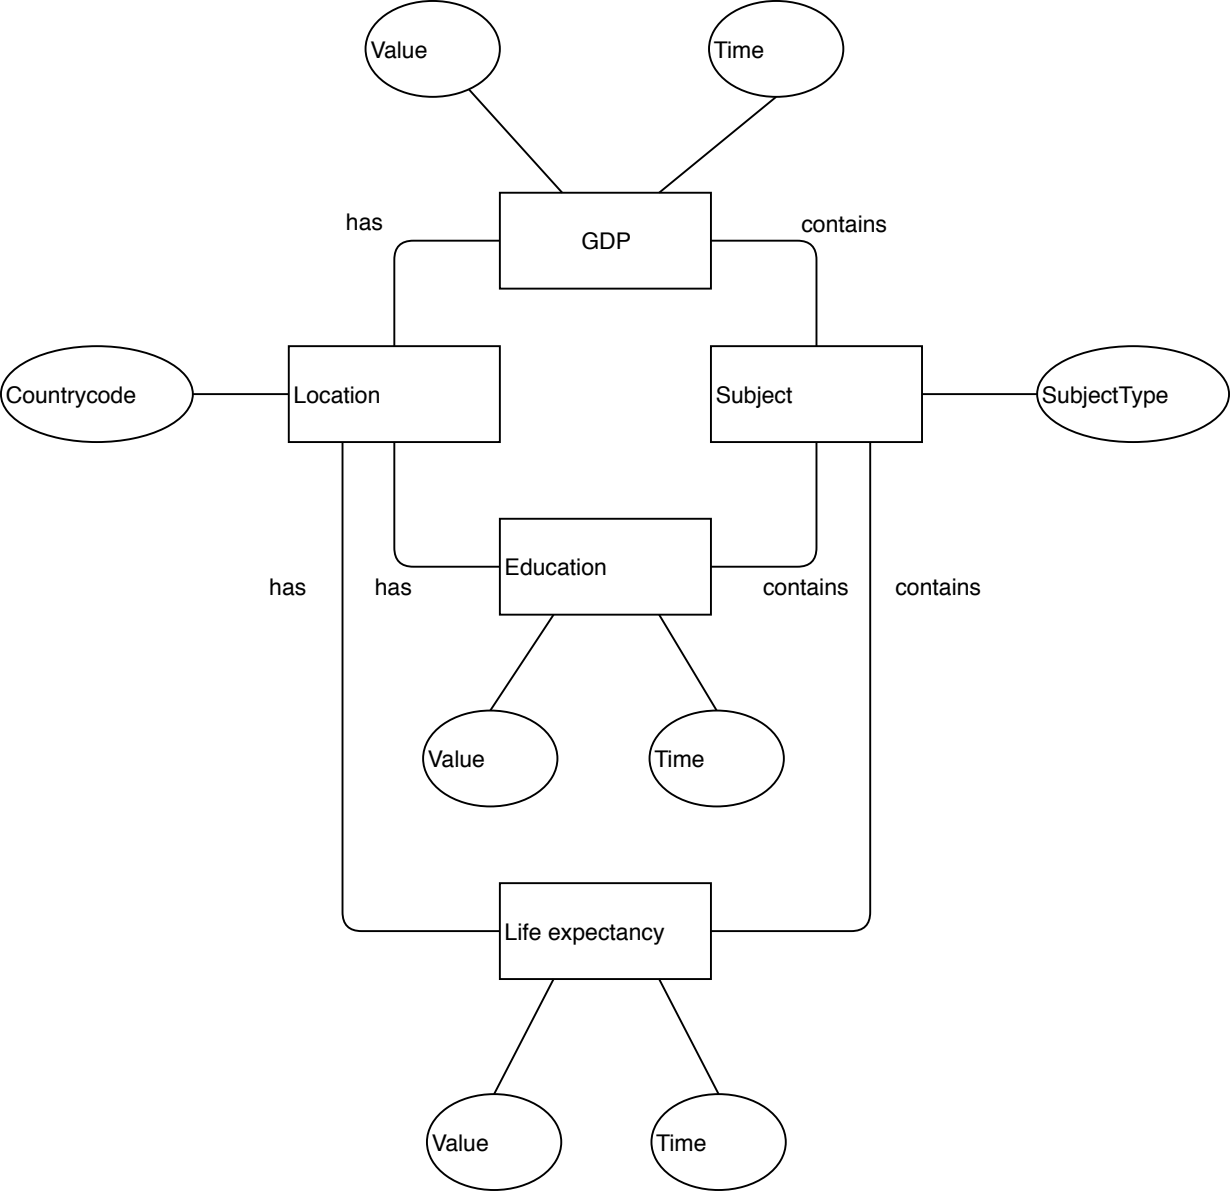 Value
Time
has
contains
GDP
Countrycode
Location
Subject
SubjectType
Education
has
has
contains
contains
Value
Time
Life expectancy
Value
Time